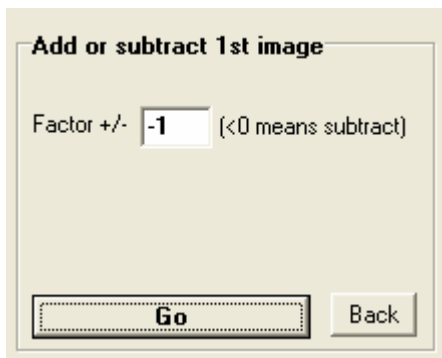 Add or subtract 1st image
Factor +/- -1 (<0 means subtract)
Go Back